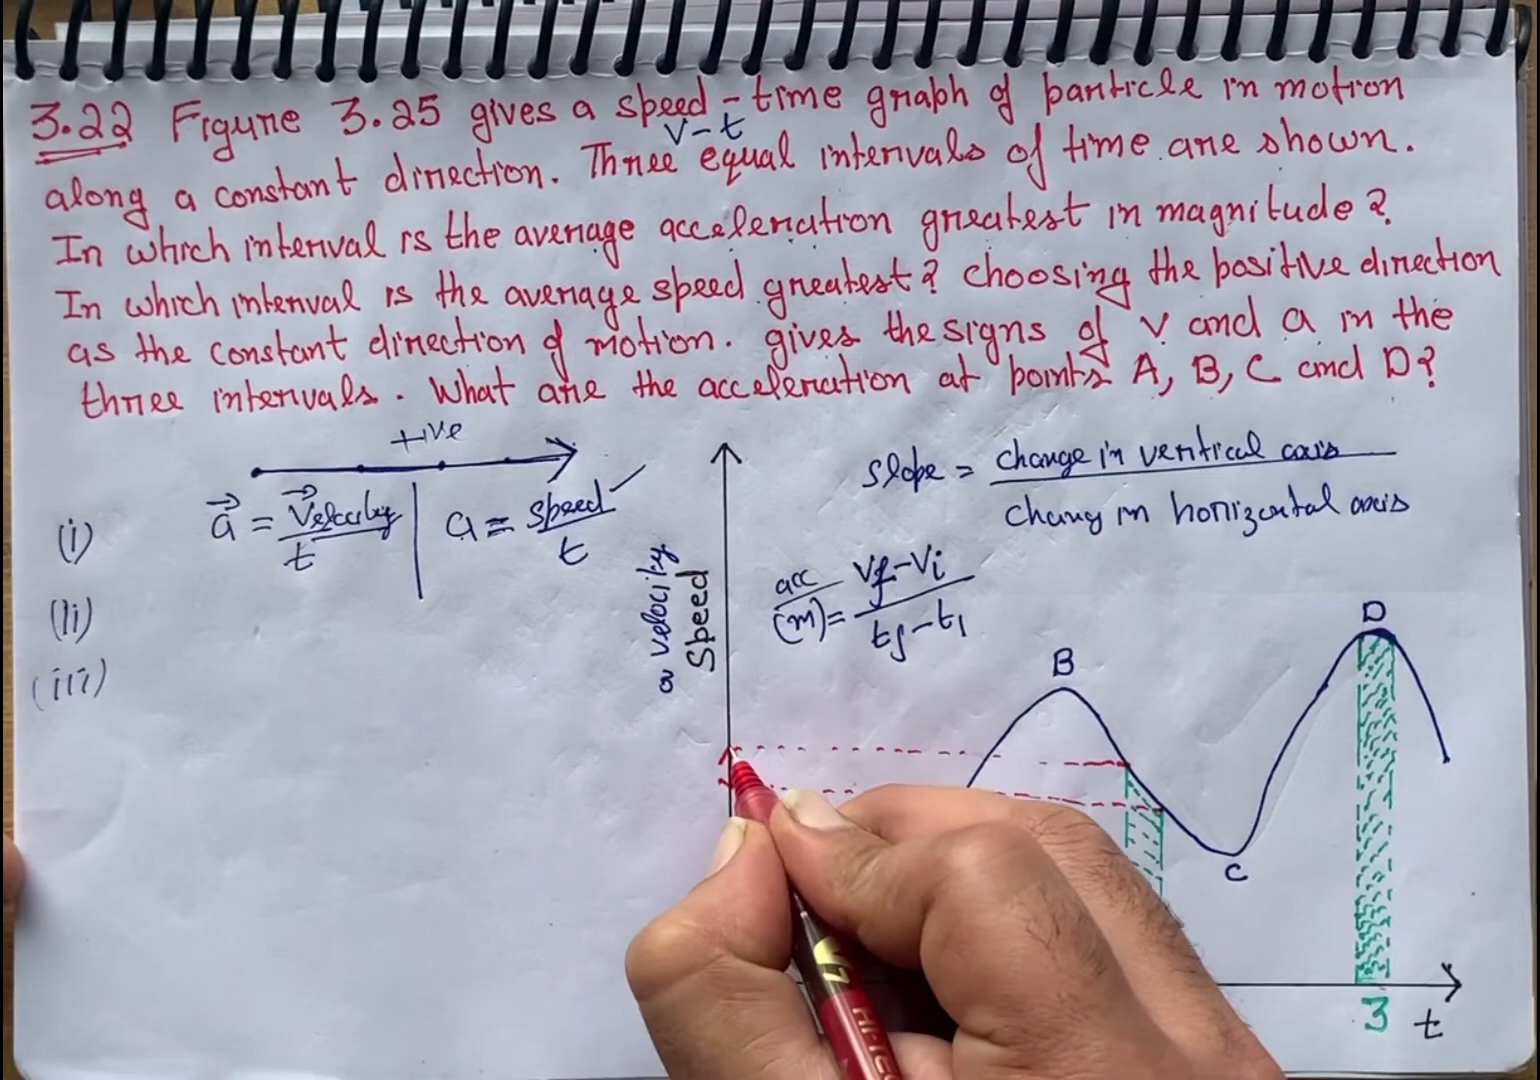 3.22 Figure 3.25 gives a speed-time graph of particle in motion
v-t
along a constant direction. Three equal intervals of time are shown.
In which interval is the average acceleration greatest in magnitude?
In which interval is the average speed greatest? Choosing the positive direction
as the constant direction of motion. gives the signs of v and a in the
three intervals. What are the acceleration at points A, B, C and D?
+ive
slope = change in vertical axis
chang in horizontal axis
(i) a = velocity a = speed
t t
acc Vf-Vi
(m) = tf-t1
(ii)
(iii)
or velocity
Speed
B
D
C
3
t
HI-TEC